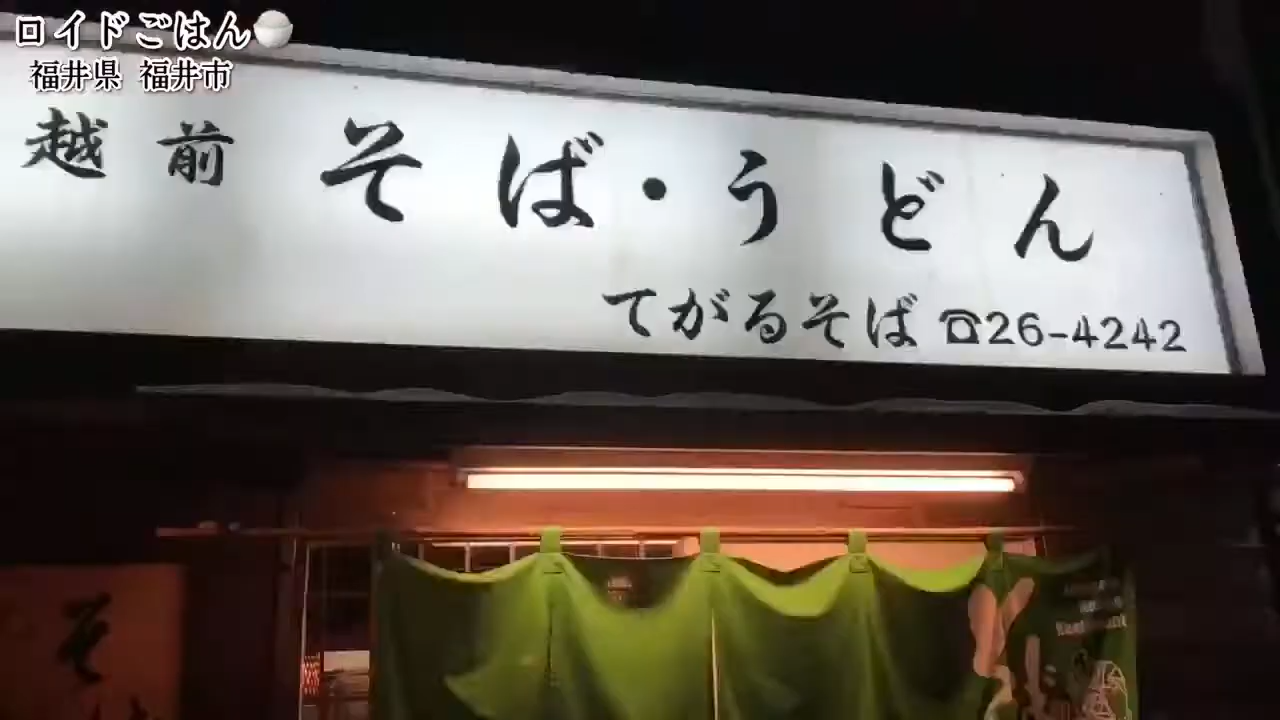 ロイドごはん🍚
福井県 福井市
越前 そば・うどん
てがるそば ☎26-4242
そ